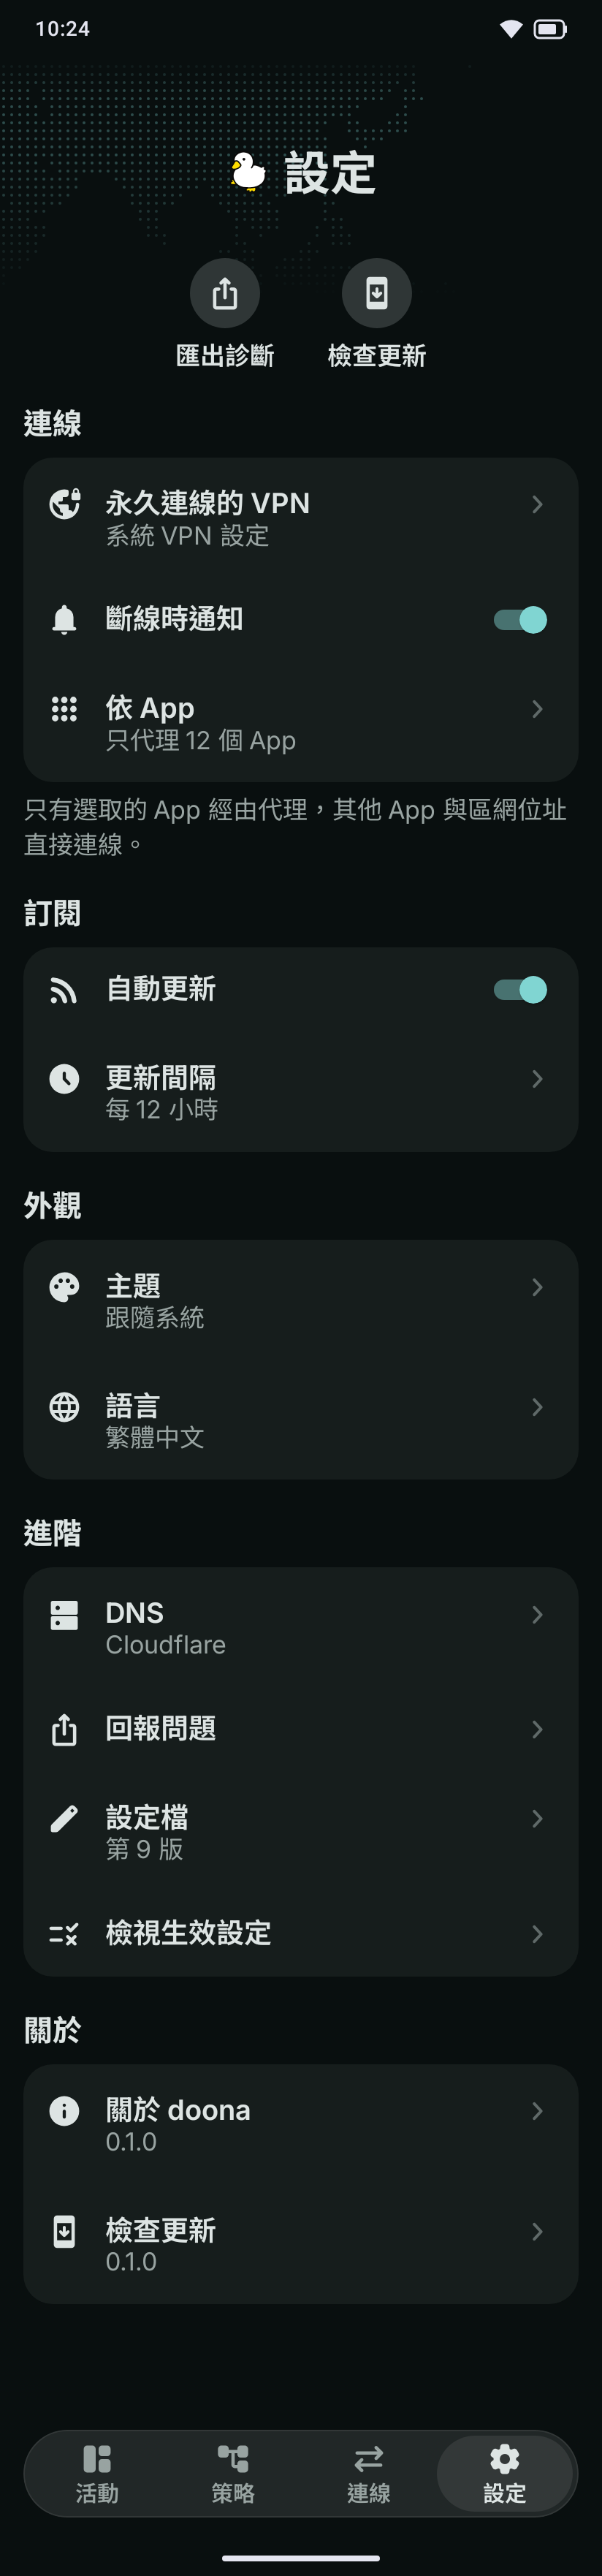 10:24
設定
匯出診斷
檢查更新
連線
永久連線的 VPN
系統 VPN 設定
斷線時通知
依 App
只代理 12 個 App
只有選取的 App 經由代理，其他 App 與區網位址
直接連線。
訂閱
自動更新
更新間隔
每 12 小時
外觀
主題
跟隨系統
語言
繁體中文
進階
DNS
Cloudflare
回報問題
設定檔
第 9 版
檢視生效設定
關於
關於 doona
0.1.0
檢查更新
0.1.0
活動
策略
連線
設定